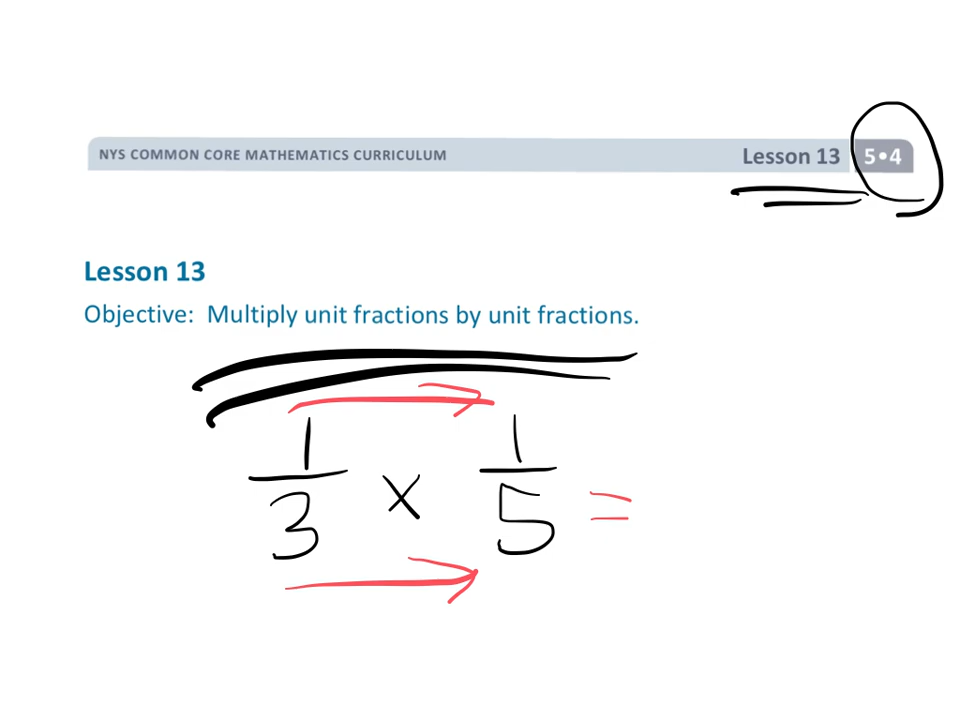 NYS COMMON CORE MATHEMATICS CURRICULUM Lesson 13 5•4
Lesson 13
Objective: Multiply unit fractions by unit fractions.
1/3 × 1/5 =